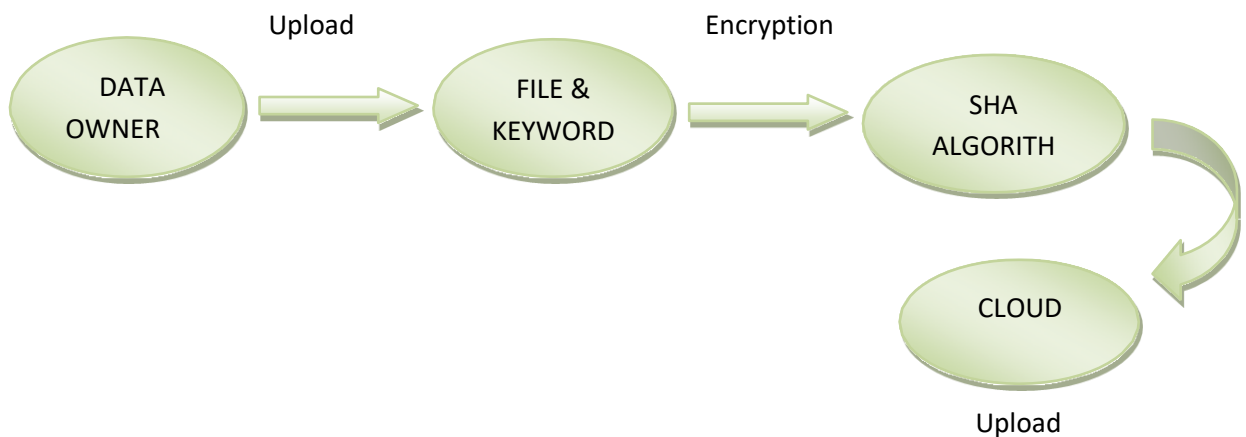 Upload
Encryption
DATA
OWNER
FILE &
KEYWORD
SHA
ALGORITH
CLOUD
Upload